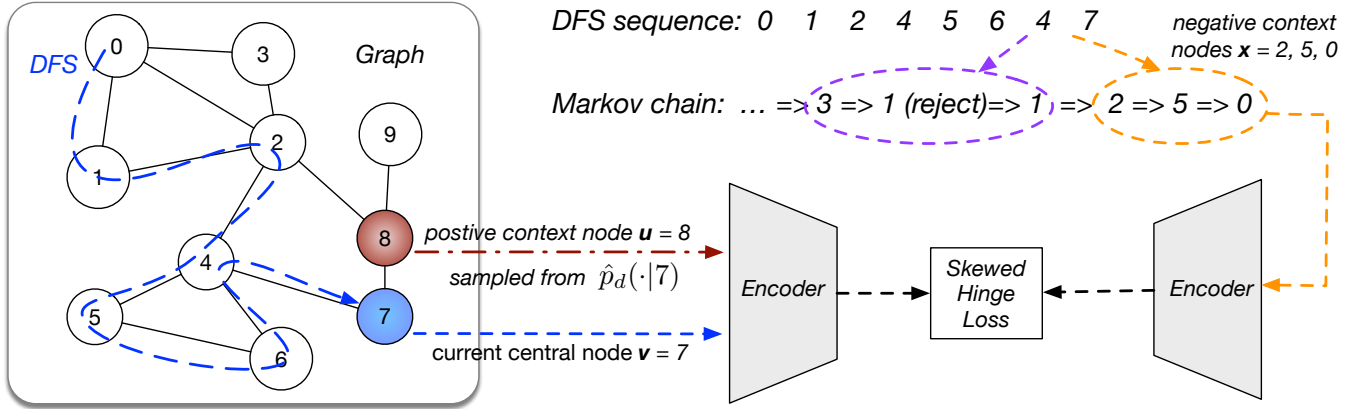 DFS sequence: 0 1 2 4 5 6 4 7
negative context
nodes x = 2, 5, 0
Markov chain: ... => 3 => 1 (reject)=> 1 => 2 => 5 => 0
DFS
Graph
0
3
2
9
1
8
4
7
5
6
postive context node u = 8
sampled from p̂_d(·|7)
current central node v = 7
Encoder
Skewed
Hinge
Loss
Encoder